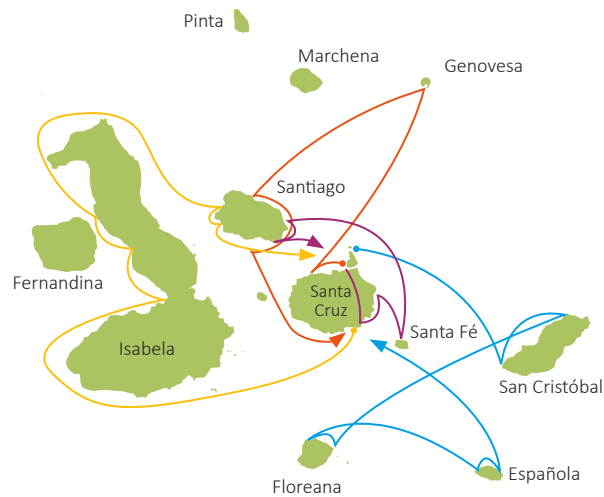 Pinta
Marchena
Genovesa
Santiago
Fernandina
Santa
Cruz
Isabela
Santa Fé
San Cristóbal
Floreana
Española